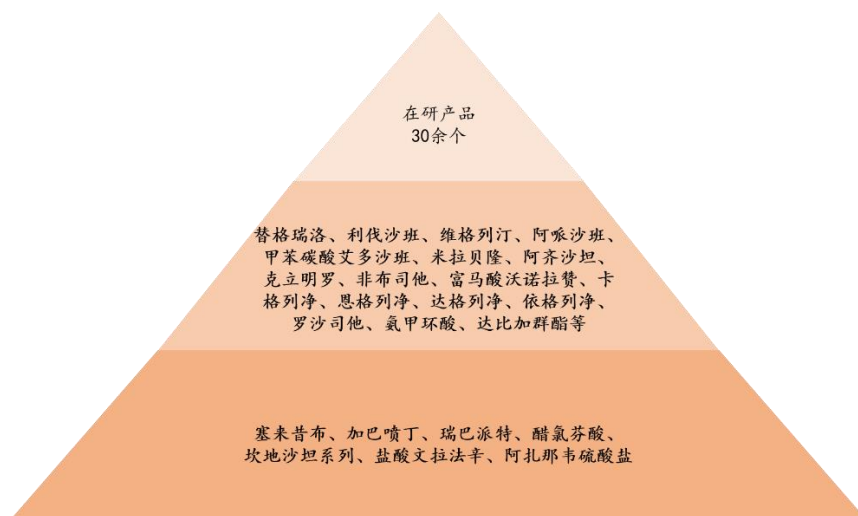 在研产品
30余个
替格瑞洛、利伐沙班、维格列汀、阿哌沙班、
甲苯碳酸艾多沙班、米拉贝隆、阿齐沙坦、
克立明罗、非布司他、富马酸沃诺拉赞、卡
格列净、恩格列净、达格列净、依格列净、
罗沙司他、氨甲环酸、达比加群酯等
塞来昔布、加巴喷丁、瑞巴派特、醋氯芬酸、
坎地沙坦系列、盐酸文拉法辛、阿扎那韦硫酸盐